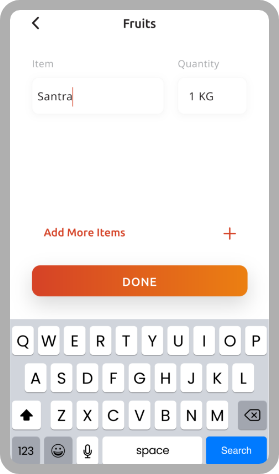 Fruits
Item Quantity
Santra 1 KG
Add More Items +
DONE
Q W E R T Y U I O P
A S D F G H J K L
Z X C V B N M
123 space Search